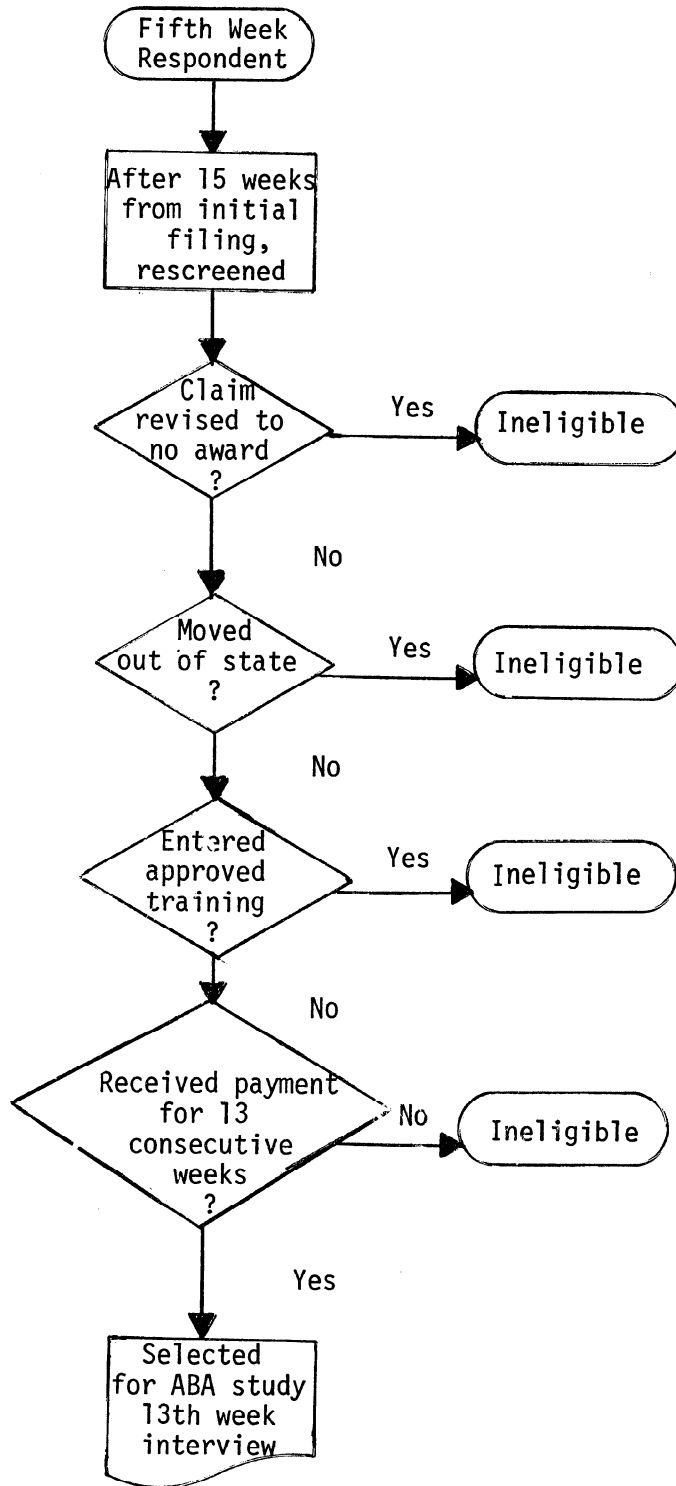 Fifth Week
Respondent
After 15 weeks
from initial
filing,
rescreened
Claim
revised to
no award
?
Yes
Ineligible
No
Moved
out of state
?
Yes
Ineligible
No
Entered
approved
training
?
Yes
Ineligible
No
Received payment
for 13
consecutive
weeks
?
No
Ineligible
Yes
Selected
for ABA study
13th week
interview